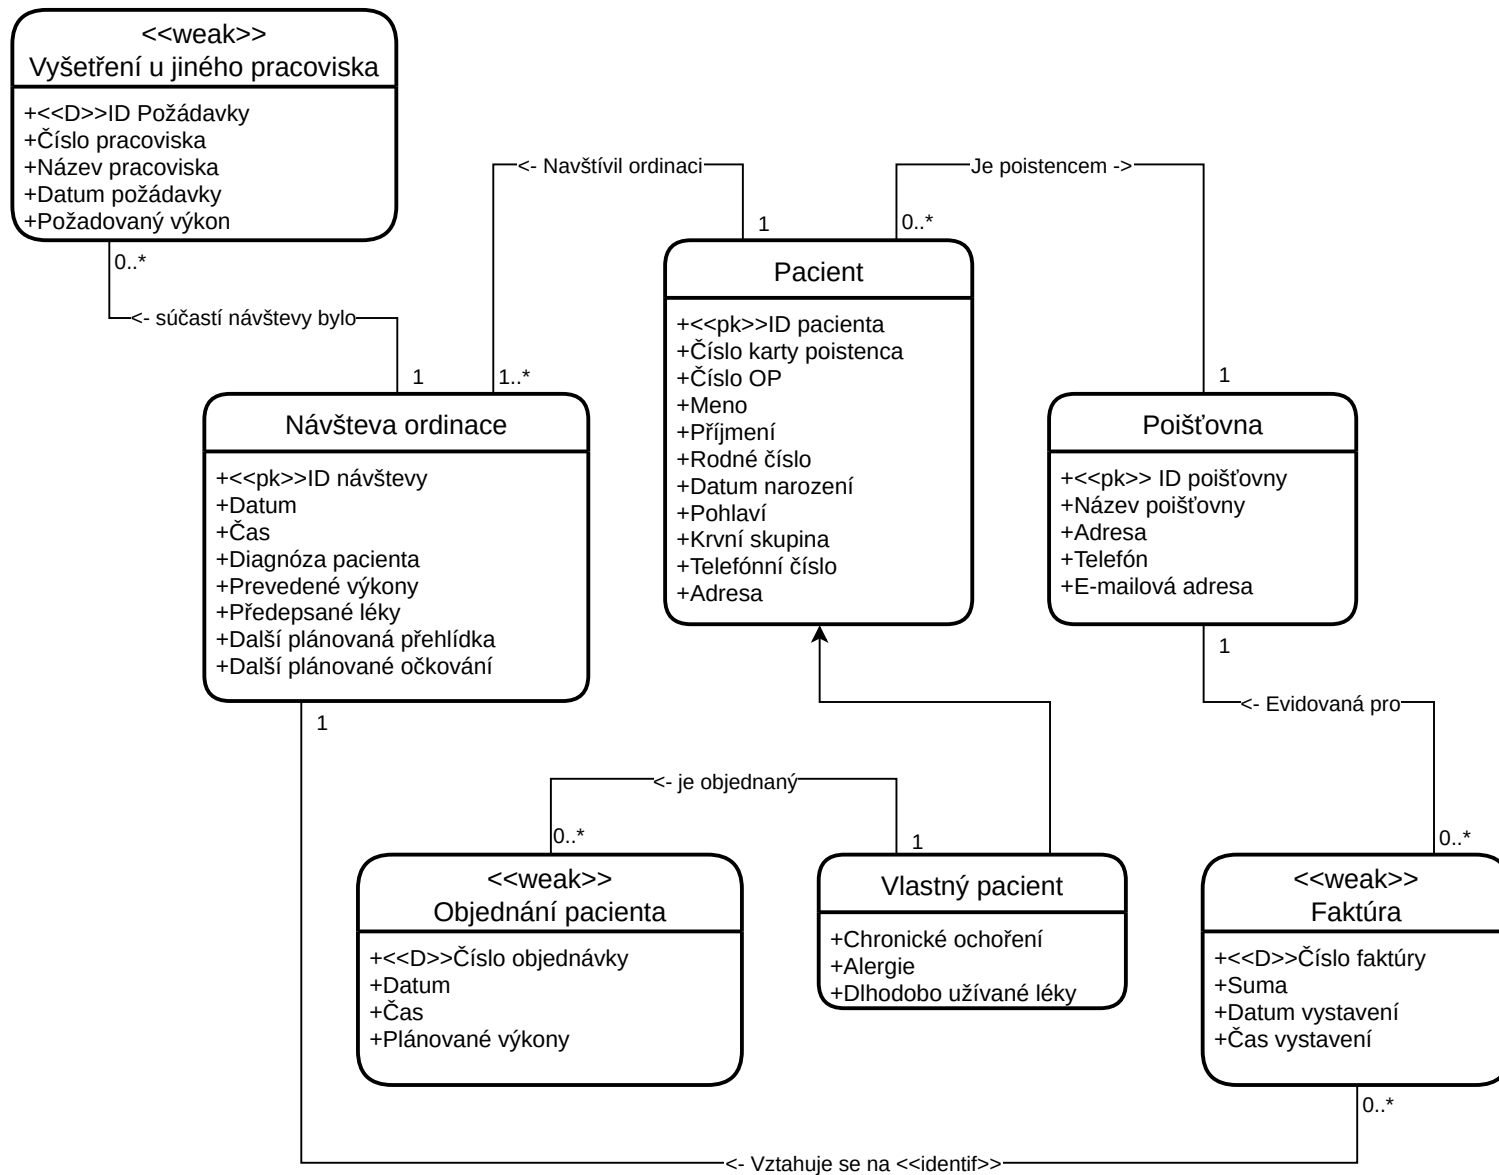 <<weak>>
Vyšetření u jiného pracoviska
+<<D>>ID Požádavky
+Číslo pracoviska
+Název pracoviska
+Datum požádavky
+Požadovaný výkon
0..*
<- súčastí návštevy bylo
1
<- Navštívil ordinaci
1
1..*
Je poistencem ->
0..*
1
Pacient
+<<pk>>ID pacienta
+Číslo karty poistenca
+Číslo OP
+Meno
+Příjmení
+Rodné číslo
+Datum narození
+Pohlaví
+Krvní skupina
+Telefónní číslo
+Adresa
Návšteva ordinace
+<<pk>>ID návštevy
+Datum
+Čas
+Diagnóza pacienta
+Prevedené výkony
+Předepsané léky
+Další plánovaná přehlídka
+Další plánované očkování
1
Poišťovna
+<<pk>> ID poišťovny
+Název poišťovny
+Adresa
+Telefón
+E-mailová adresa
1
<- Evidovaná pro
0..*
<- je objednaný
0..*
1
<<weak>>
Objednání pacienta
+<<D>>Číslo objednávky
+Datum
+Čas
+Plánované výkony
Vlastný pacient
+Chronické ochoření
+Alergie
+Dlhodobo užívané léky
<<weak>>
Faktúra
+<<D>>Číslo faktúry
+Suma
+Datum vystavení
+Čas vystavení
0..*
<- Vztahuje se na <<identif>>